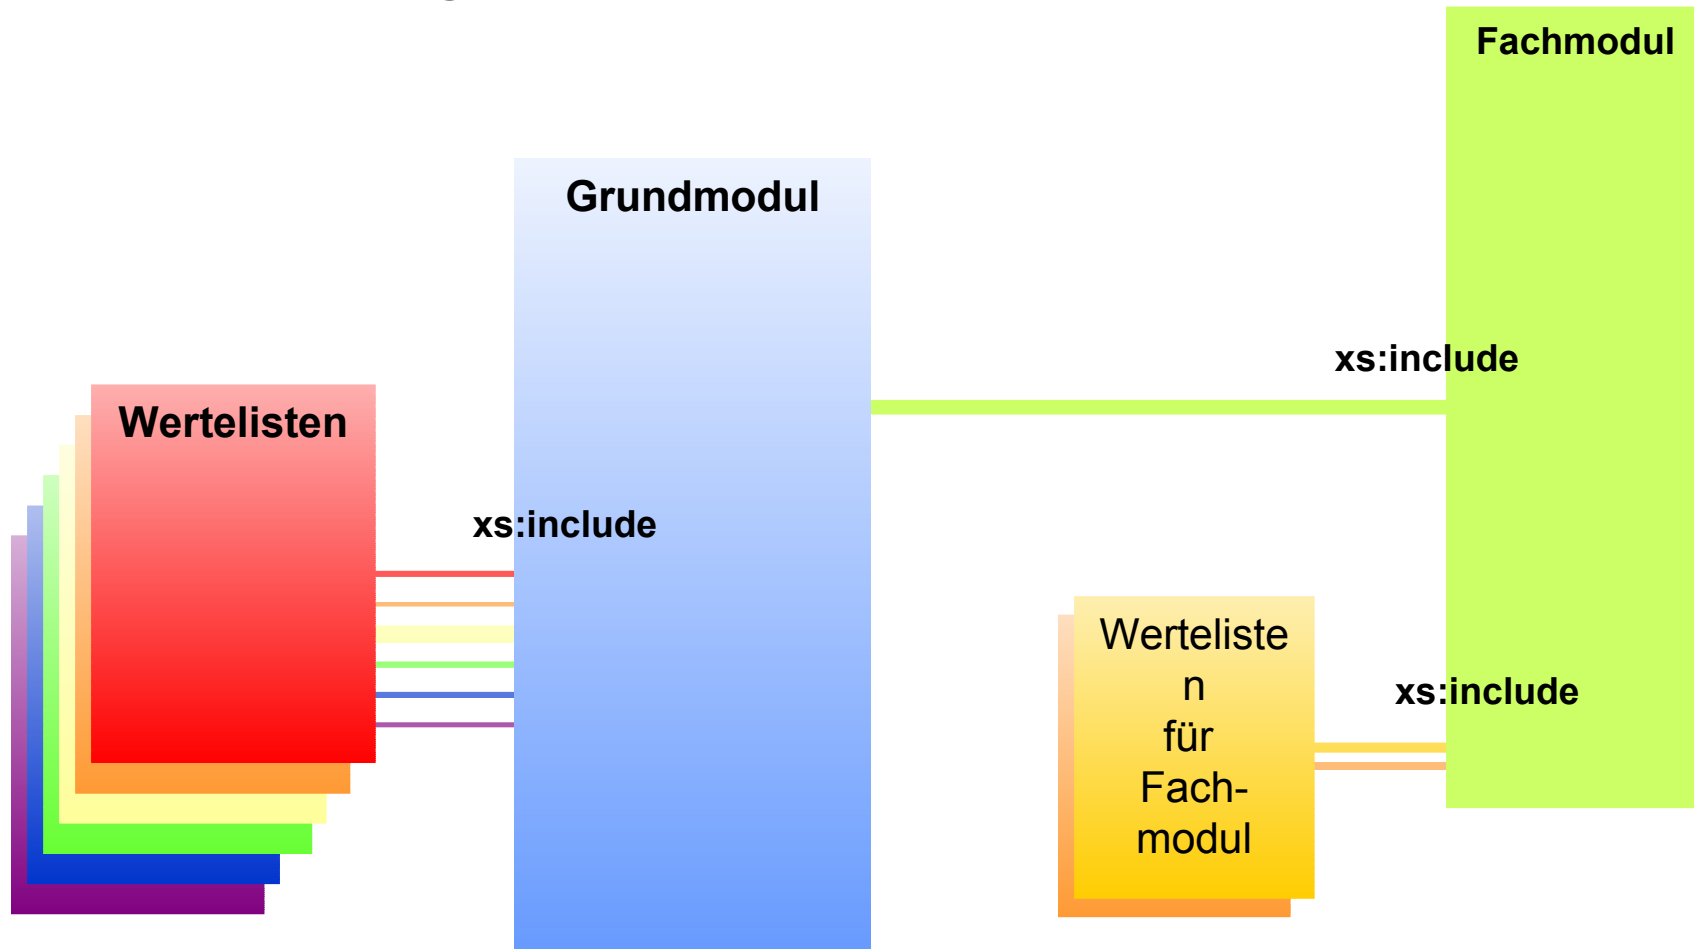 Fachmodul
Grundmodul
xs:include
Wertelisten
xs:include
Werteliste
n
für
Fach-
modul
xs:include